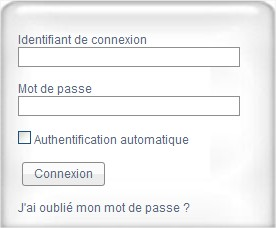 Identifiant de connexion
Mot de passe
Authentification automatique
Connexion
J'ai oublié mon mot de passe ?